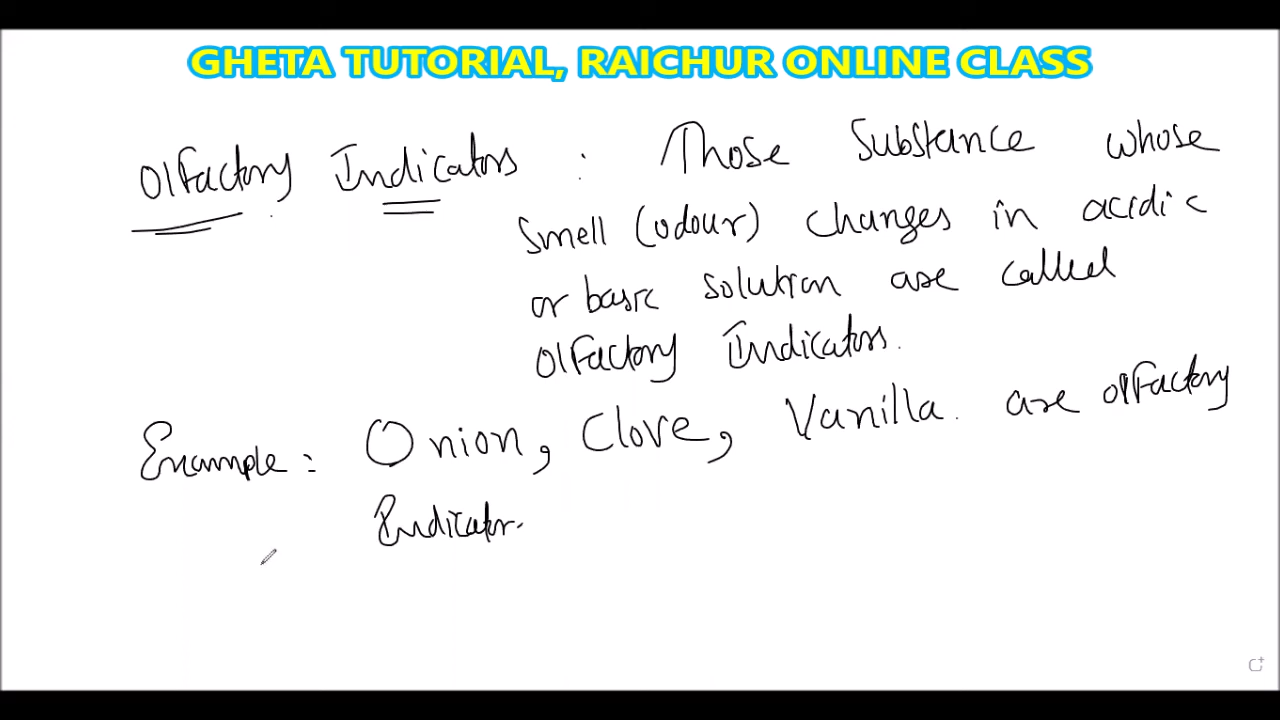 GHETA TUTORIAL, RAICHUR ONLINE CLASS
Olfactory Indicators : Those Substance whose
smell (odour) changes in acidic
or basic solution are called
Olfactory Indicators.
Example : Onion, Clove, Vanilla. are olfactory
Indicator.